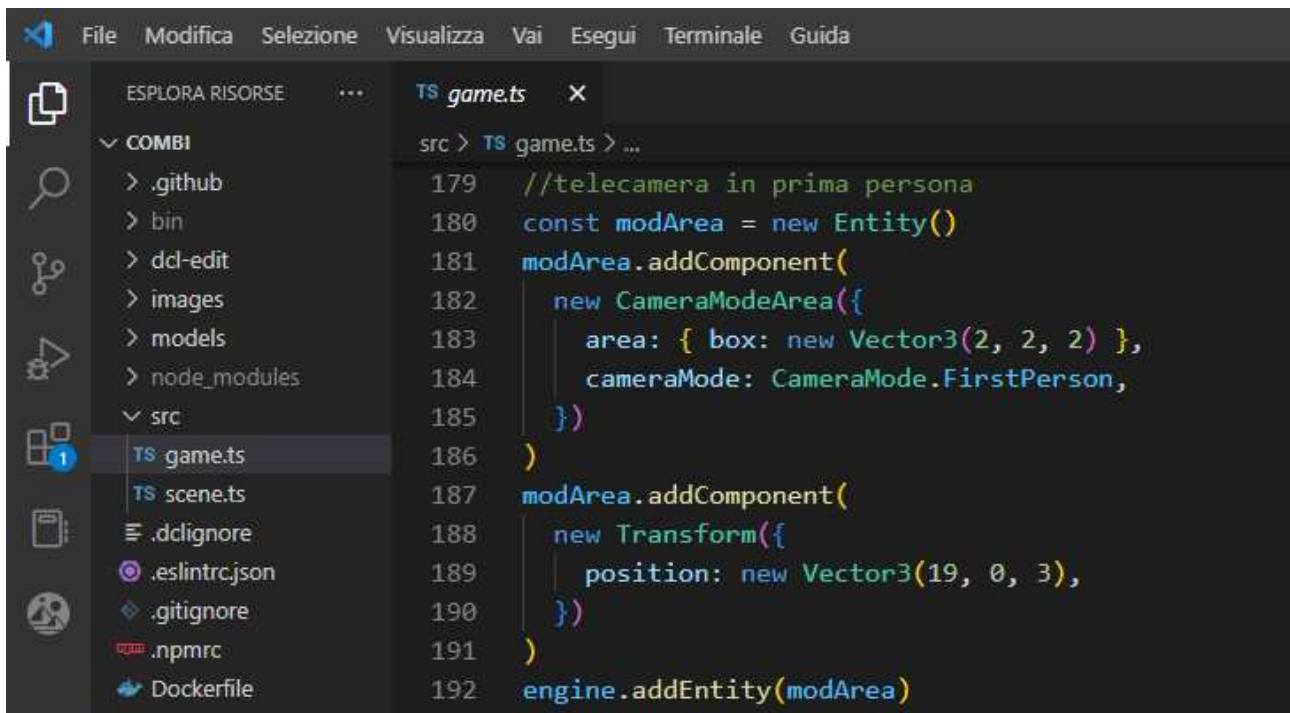 File Modifica Selezione Visualizza Vai Esegui Terminale Guida
ESPLORA RISORSE ...
COMBI
.github
bin
dcl-edit
images
models
node_modules
src
TS game.ts
TS scene.ts
.dclignore
.eslintrc.json
.gitignore
.npmrc
Dockerfile
1
TS game.ts ×
src > TS game.ts > ...
179 //telecamera in prima persona
180 const modArea = new Entity()
181 modArea.addComponent(
182 new CameraModeArea({
183 area: { box: new Vector3(2, 2, 2) },
184 cameraMode: CameraMode.FirstPerson,
185 })
186 )
187 modArea.addComponent(
188 new Transform({
189 position: new Vector3(19, 0, 3),
190 })
191 )
192 engine.addEntity(modArea)